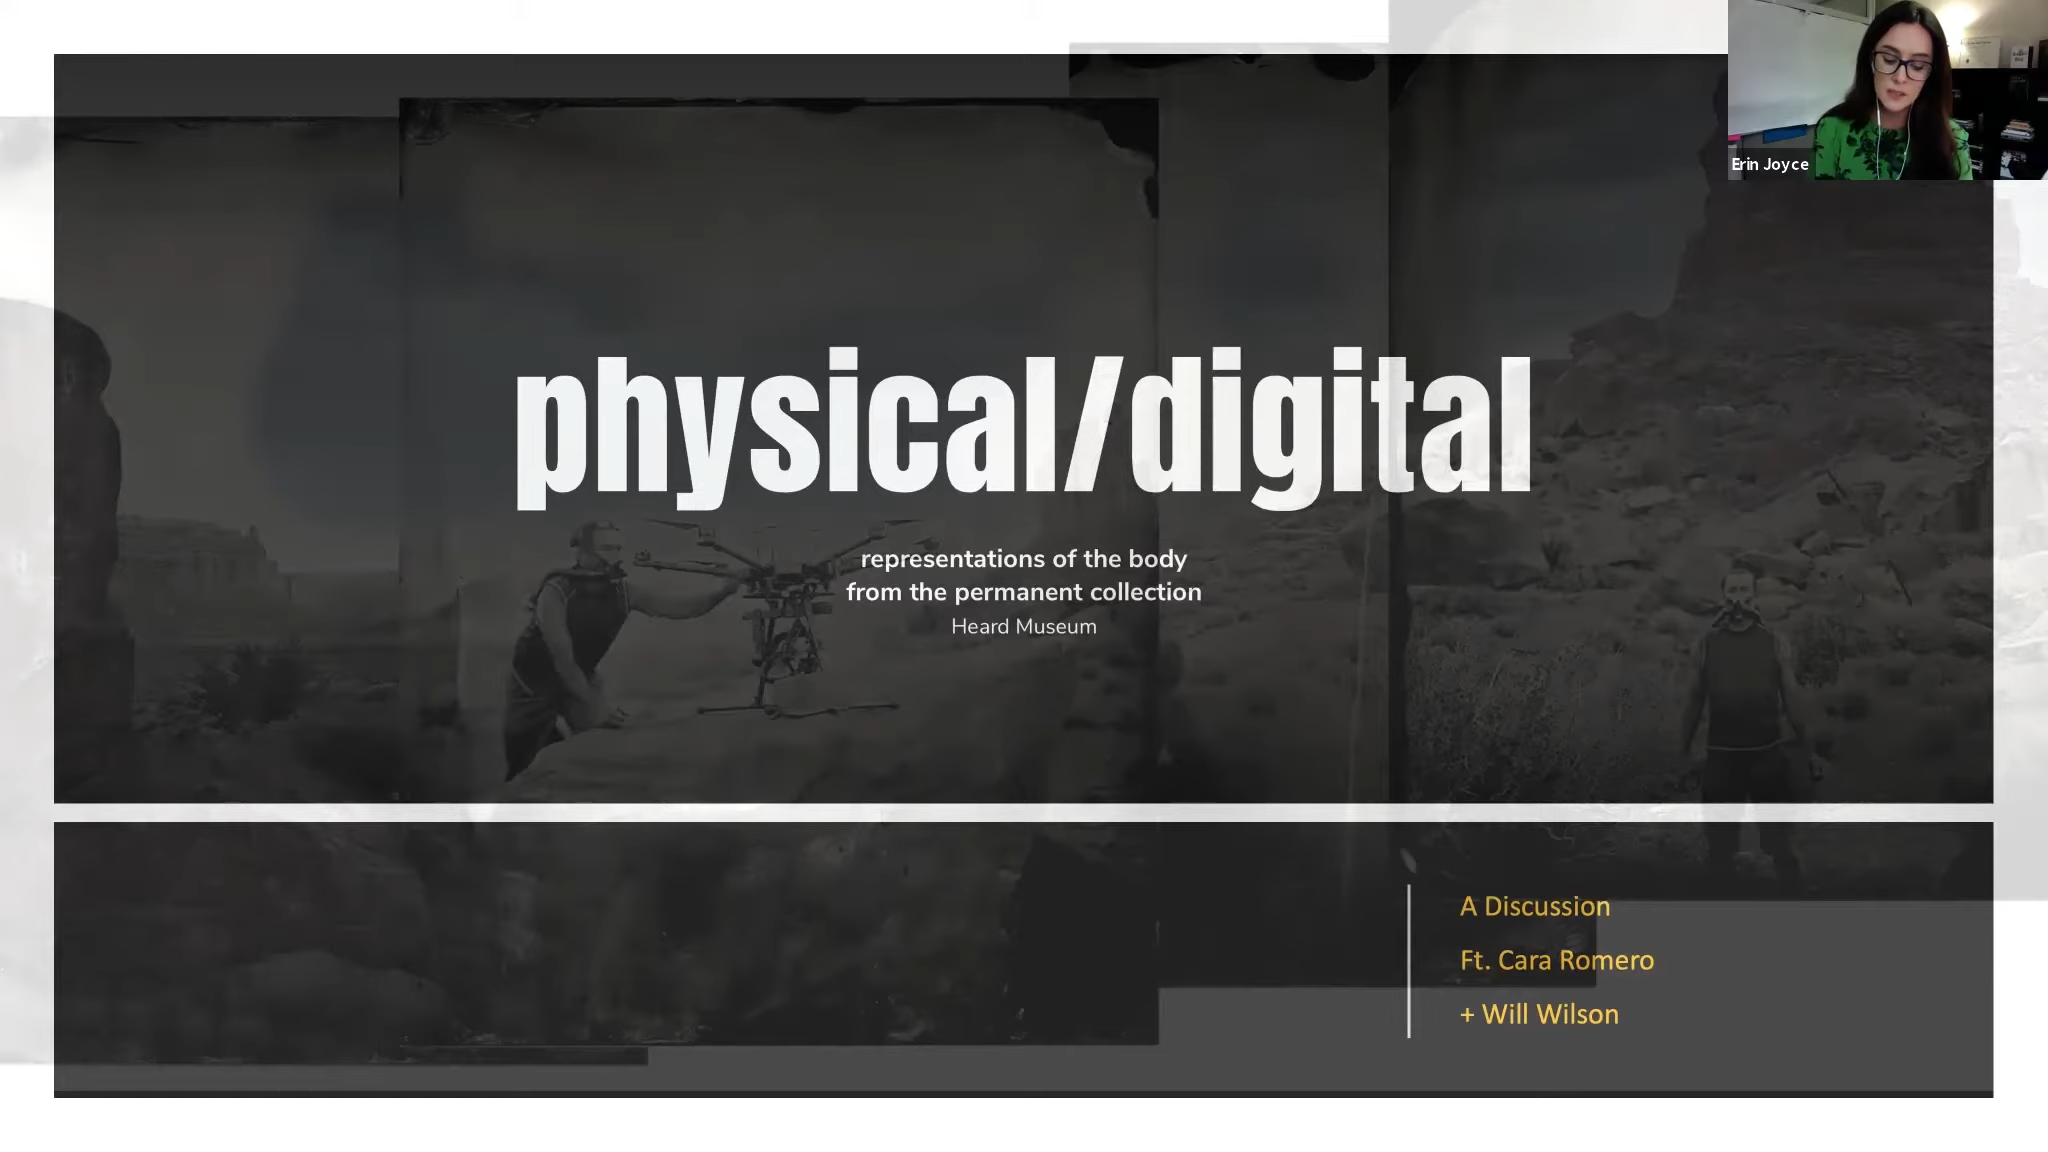 Erin Joyce
physical/digital
representations of the body
from the permanent collection
Heard Museum
A Discussion
Ft. Cara Romero
+ Will Wilson